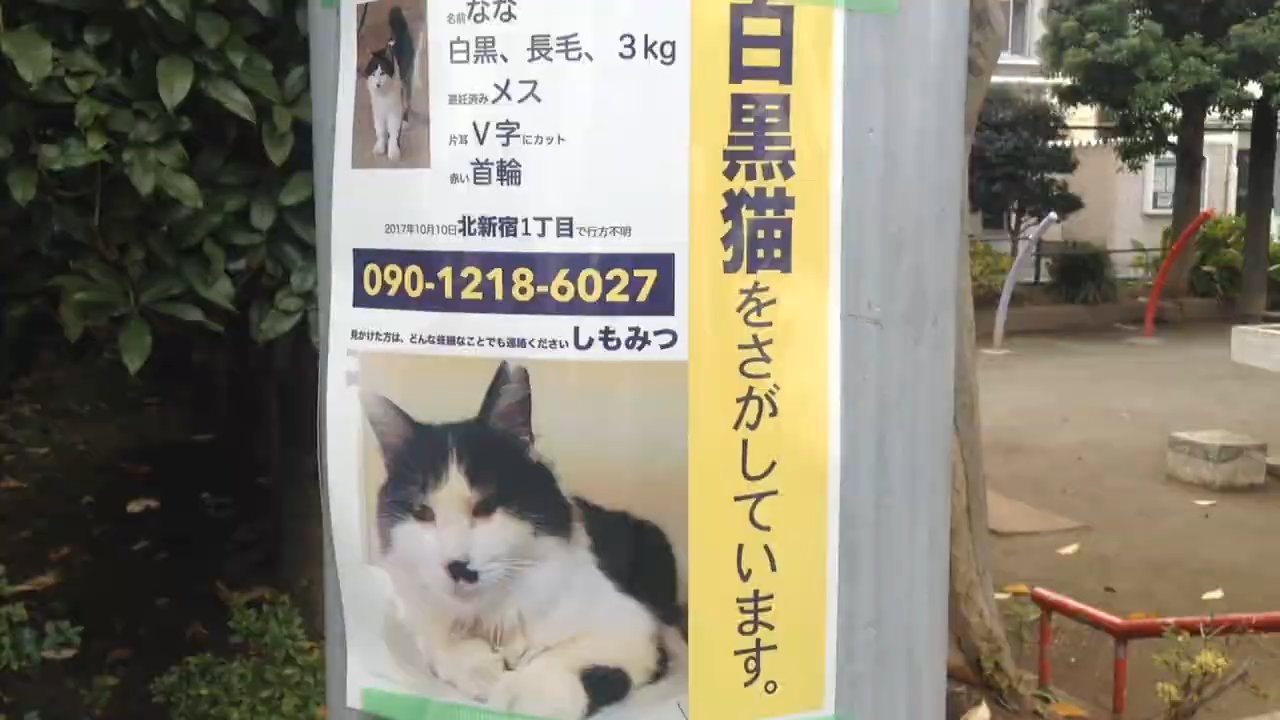 名前なな
白黒、長毛、3kg
避妊済みメス
片耳V字にカット
赤い首輪
2017年10月10日北新宿1丁目で行方不明
090-1218-6027
見かけた方は、どんな些細なことでも連絡ください しもみつ
白黒猫をさがしています。